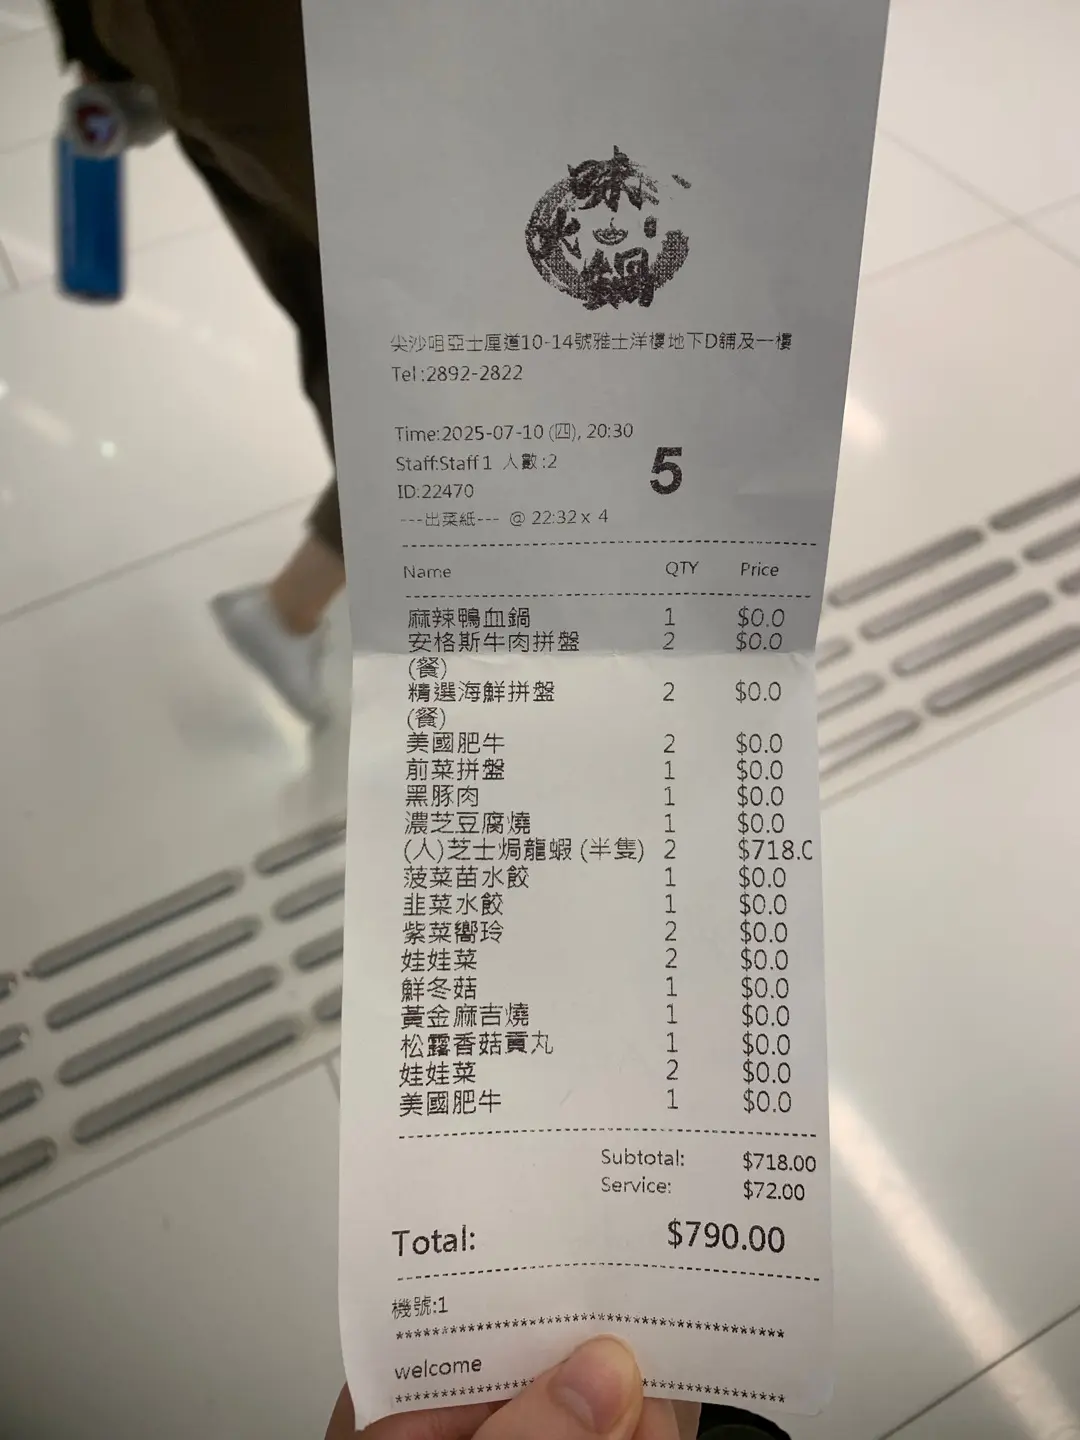 味
火
鍋
尖沙咀亞士厘道10-14號雅士洋樓地下D舖及一樓
Tel:2892-2822
Time:2025-07-10 (四), 20:30
Staff:Staff 1 人數:2
5
ID:22470
---出菜紙--- @ 22:32 x 4
Name QTY Price
麻辣鴨血鍋 1 $0.0
安格斯牛肉拼盤 2 $0.0
(餐)
精選海鮮拼盤 2 $0.0
(餐)
美國肥牛 2 $0.0
前菜拼盤 1 $0.0
黑豚肉 1 $0.0
濃芝豆腐燒 1 $0.0
(人)芝士焗龍蝦 (半隻) 2 $718.0
菠菜苗水餃 1 $0.0
韭菜水餃 1 $0.0
紫菜嚮玲 2 $0.0
娃娃菜 2 $0.0
鮮冬菇 1 $0.0
黃金麻吉燒 1 $0.0
松露香菇貢丸 1 $0.0
娃娃菜 2 $0.0
美國肥牛 1 $0.0
Subtotal: $718.00
Service: $72.00
Total: $790.00
機號:1
****************************************************
welcome
****************************************************